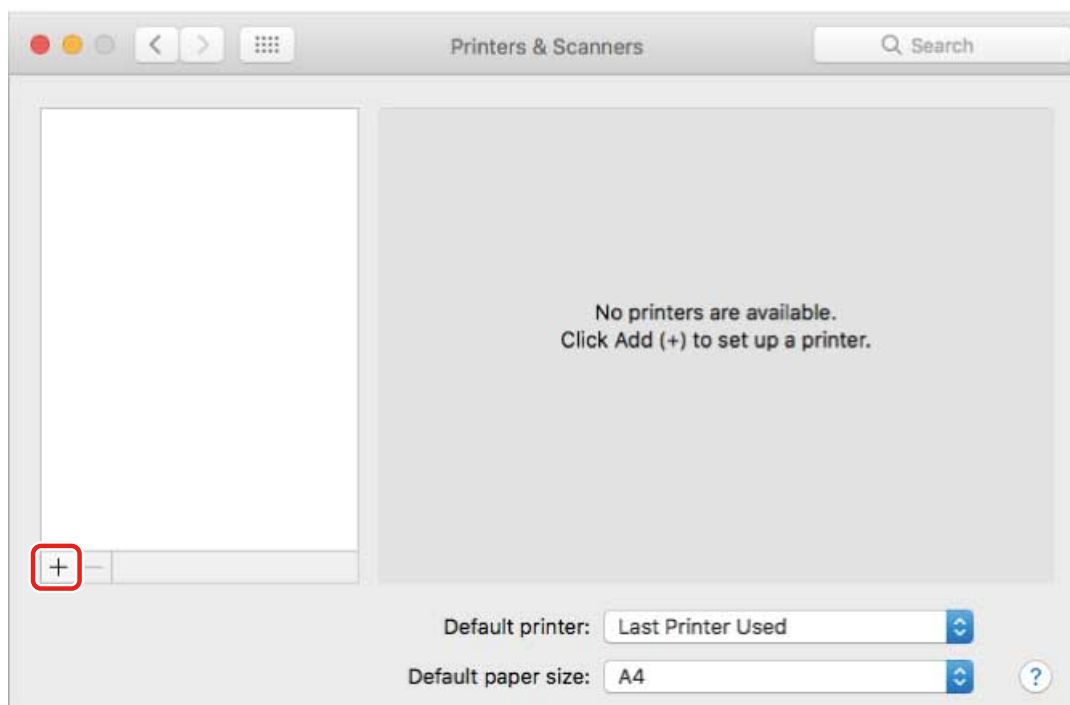 Printers & Scanners
Search
No printers are available.
Click Add (+) to set up a printer.
+ −
Default printer: Last Printer Used
Default paper size: A4
?